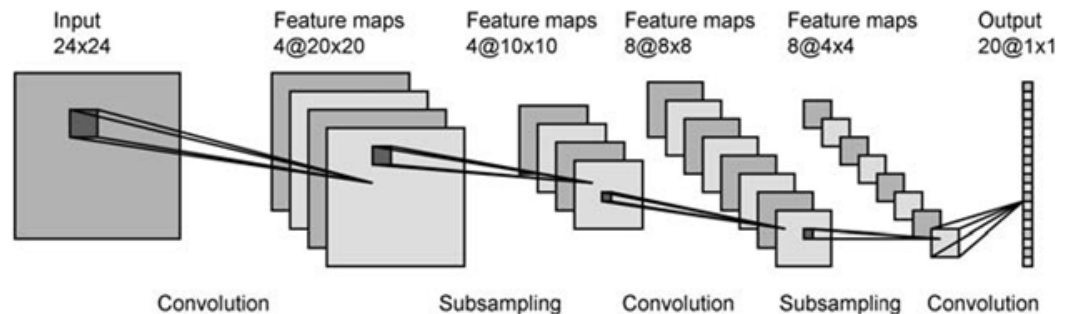 Input
24x24
Feature maps
4@20x20
Feature maps
4@10x10
Feature maps
8@8x8
Feature maps
8@4x4
Output
20@1x1
Convolution
Subsampling
Convolution
Subsampling
Convolution